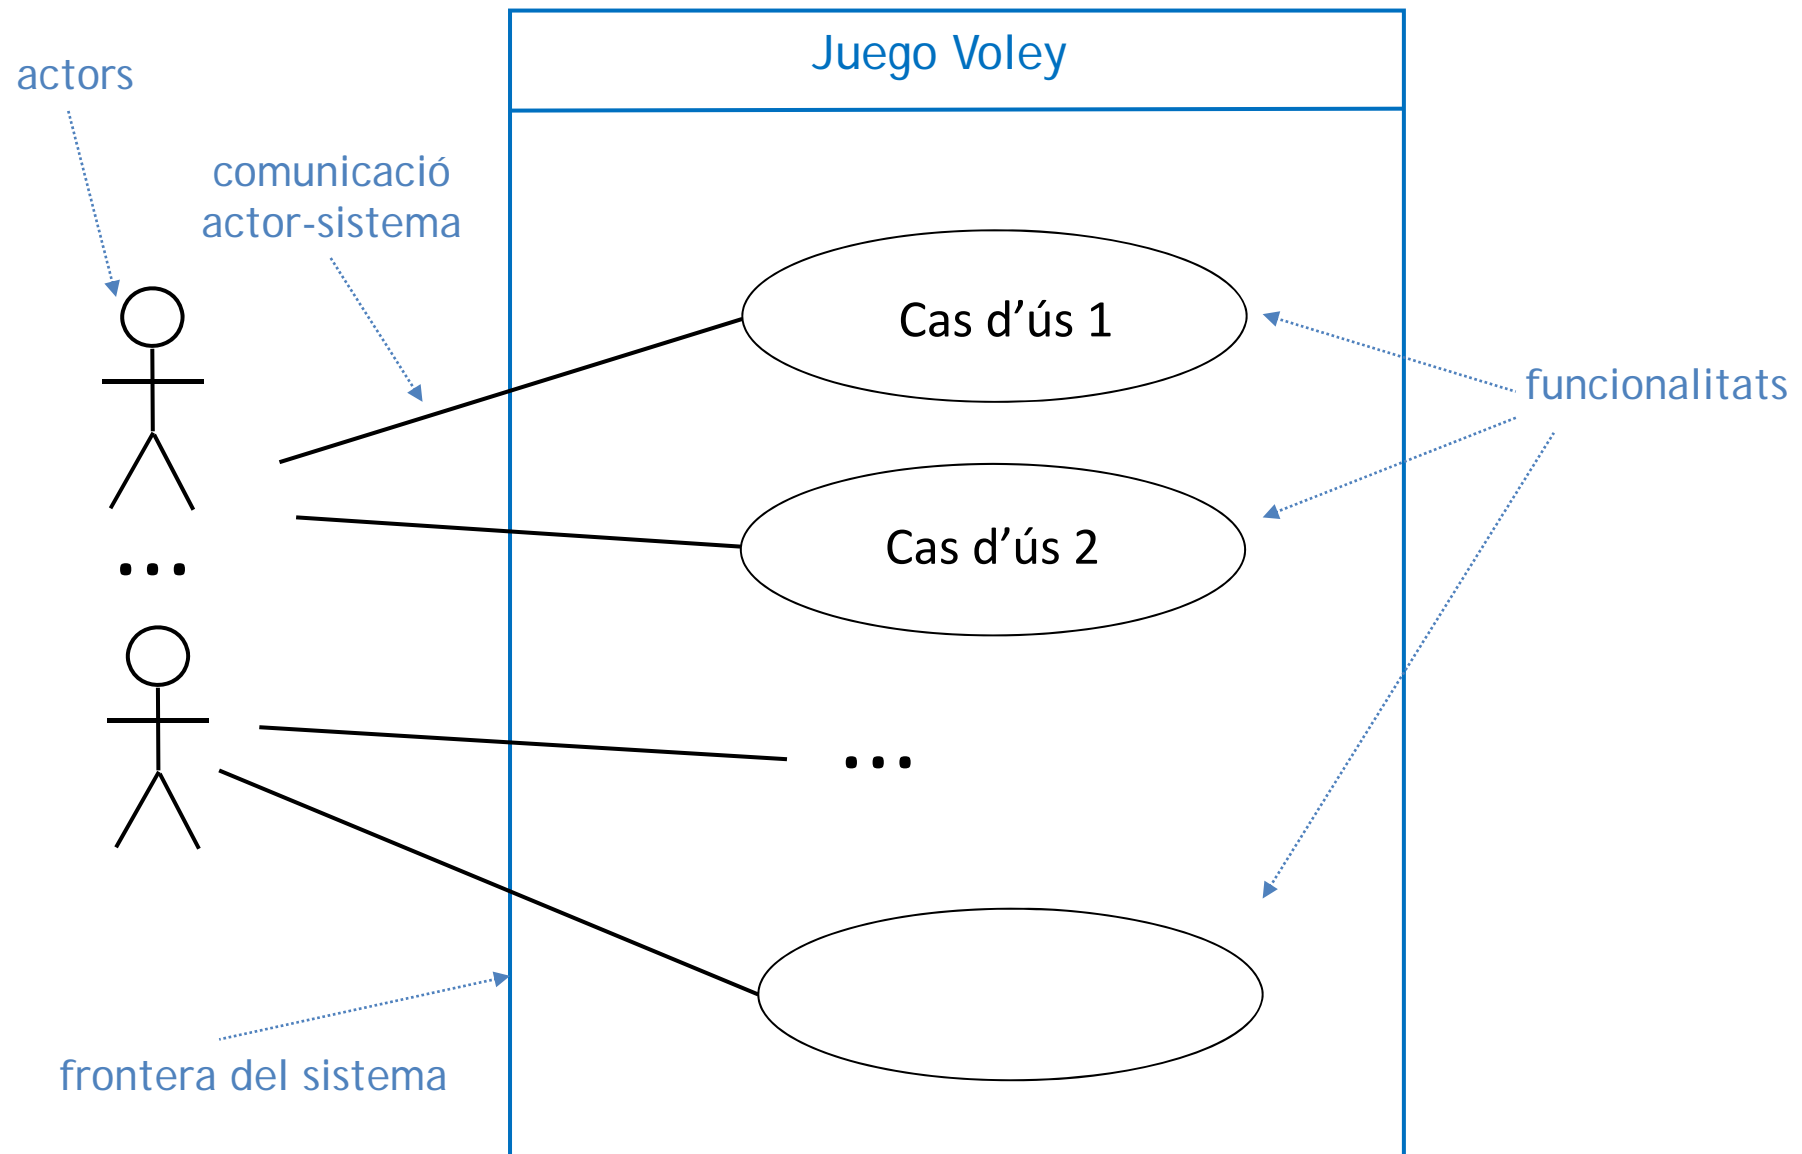 Juego Voley
actors
comunicació
actor-sistema
Cas d’ús 1
funcionalitats
Cas d’ús 2
...
...
frontera del sistema